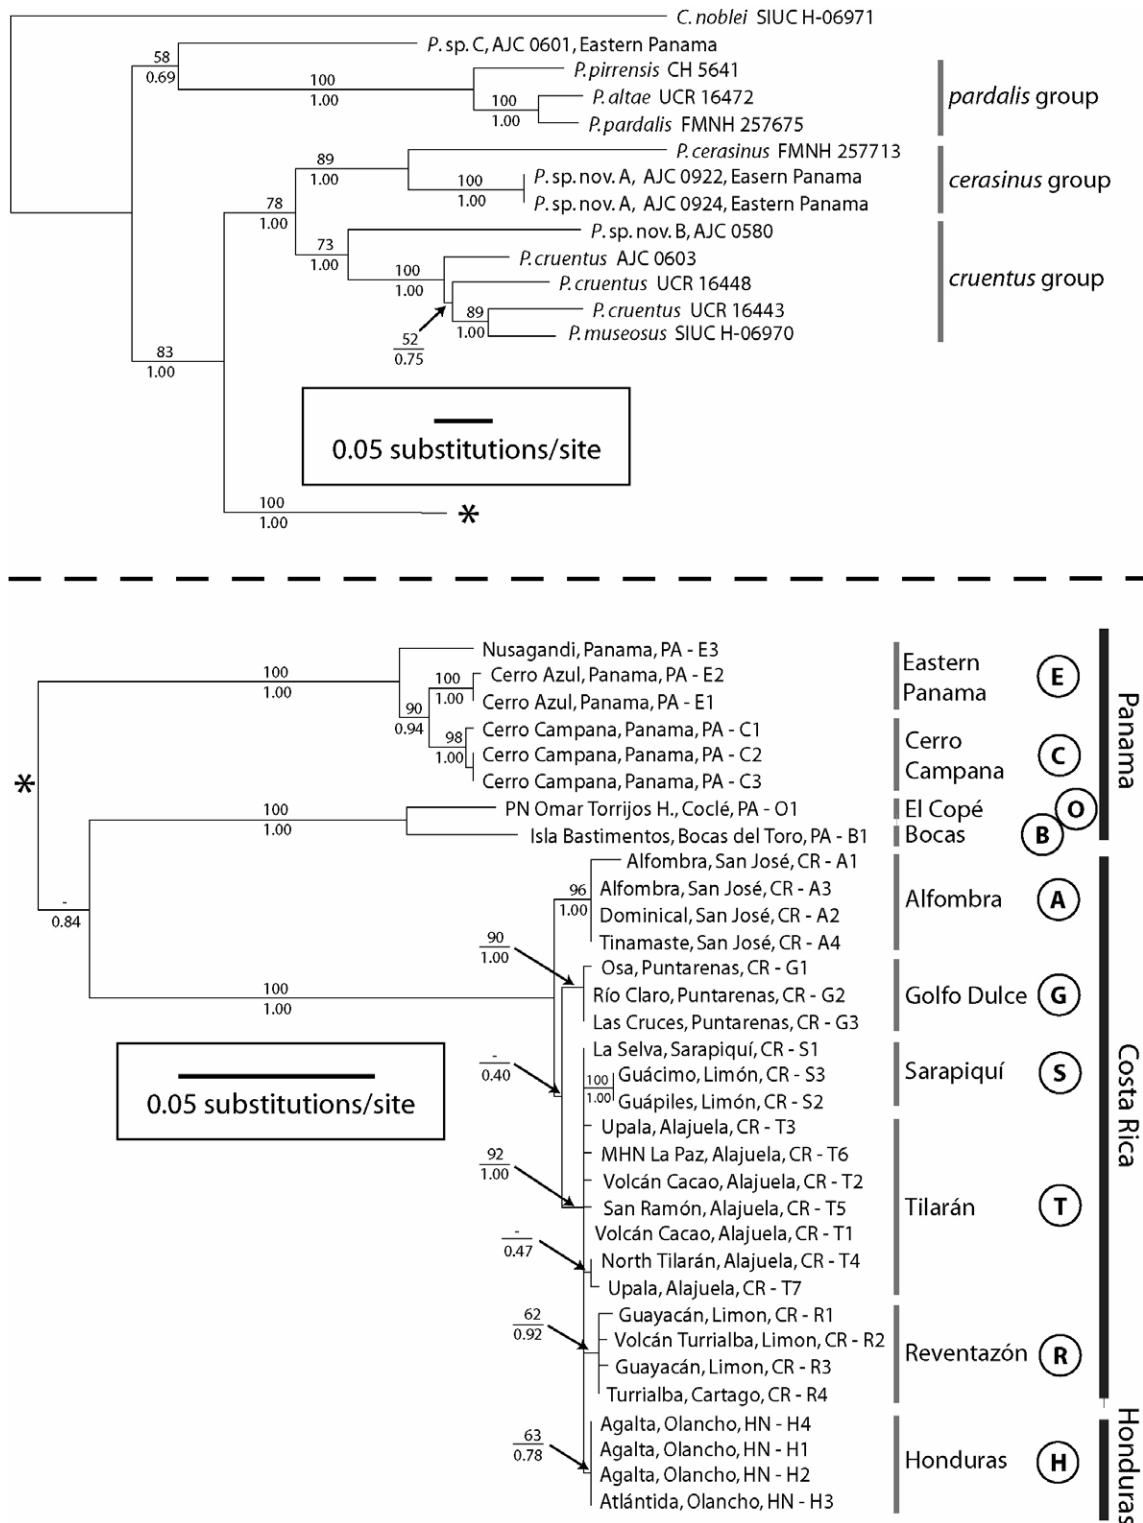 C. noblei SIUC H-06971
P. sp. C, AJC 0601, Eastern Panama
58
0.69
P. pirrensis CH 5641
100
1.00
P. altae UCR 16472
100
1.00
P. pardalis FMNH 257675
pardalis group
P. cerasinus FMNH 257713
89
1.00
P. sp. nov. A, AJC 0922, Easern Panama
100
1.00
P. sp. nov. A, AJC 0924, Eastern Panama
cerasinus group
78
1.00
P. sp. nov. B, AJC 0580
73
1.00
P. cruentus AJC 0603
100
1.00
P. cruentus UCR 16448
P. cruentus UCR 16443
89
1.00
P. museosus SIUC H-06970
52
0.75
cruentus group
83
1.00
0.05 substitutions/site
100
1.00
*
*
Nusagandi, Panama, PA - E3
100
1.00
Cerro Azul, Panama, PA - E2
100
1.00
Cerro Azul, Panama, PA - E1
90
0.94
Cerro Campana, Panama, PA - C1
98
1.00
Cerro Campana, Panama, PA - C2
Cerro Campana, Panama, PA - C3
PN Omar Torrijos H., Coclé, PA - O1
100
1.00
Isla Bastimentos, Bocas del Toro, PA - B1
-
0.84
Alfombra, San José, CR - A1
96
1.00
Alfombra, San José, CR - A3
Dominical, San José, CR - A2
Tinamaste, San José, CR - A4
90
1.00
Osa, Puntarenas, CR - G1
Río Claro, Puntarenas, CR - G2
100
1.00
Las Cruces, Puntarenas, CR - G3
La Selva, Sarapiquí, CR - S1
-
0.40
100
1.00
Guácimo, Limón, CR - S3
Guápiles, Limón, CR - S2
0.05 substitutions/site
Upala, Alajuela, CR - T3
MHN La Paz, Alajuela, CR - T6
92
1.00
Volcán Cacao, Alajuela, CR - T2
San Ramón, Alajuela, CR - T5
Volcán Cacao, Alajuela, CR - T1
-
0.47
North Tilarán, Alajuela, CR - T4
Upala, Alajuela, CR - T7
Guayacán, Limon, CR - R1
62
0.92
Volcán Turrialba, Limon, CR - R2
Guayacán, Limon, CR - R3
Turrialba, Cartago, CR - R4
Agalta, Olancho, HN - H4
63
0.78
Agalta, Olancho, HN - H1
Agalta, Olancho, HN - H2
Atlántida, Olancho, HN - H3
Eastern
Panama
E
Cerro
Campana
C
El Copé
O
Bocas
B
Alfombra
A
Golfo Dulce
G
Sarapiquí
S
Tilarán
T
Reventazón
R
Honduras
H
Panama
Costa Rica
Honduras